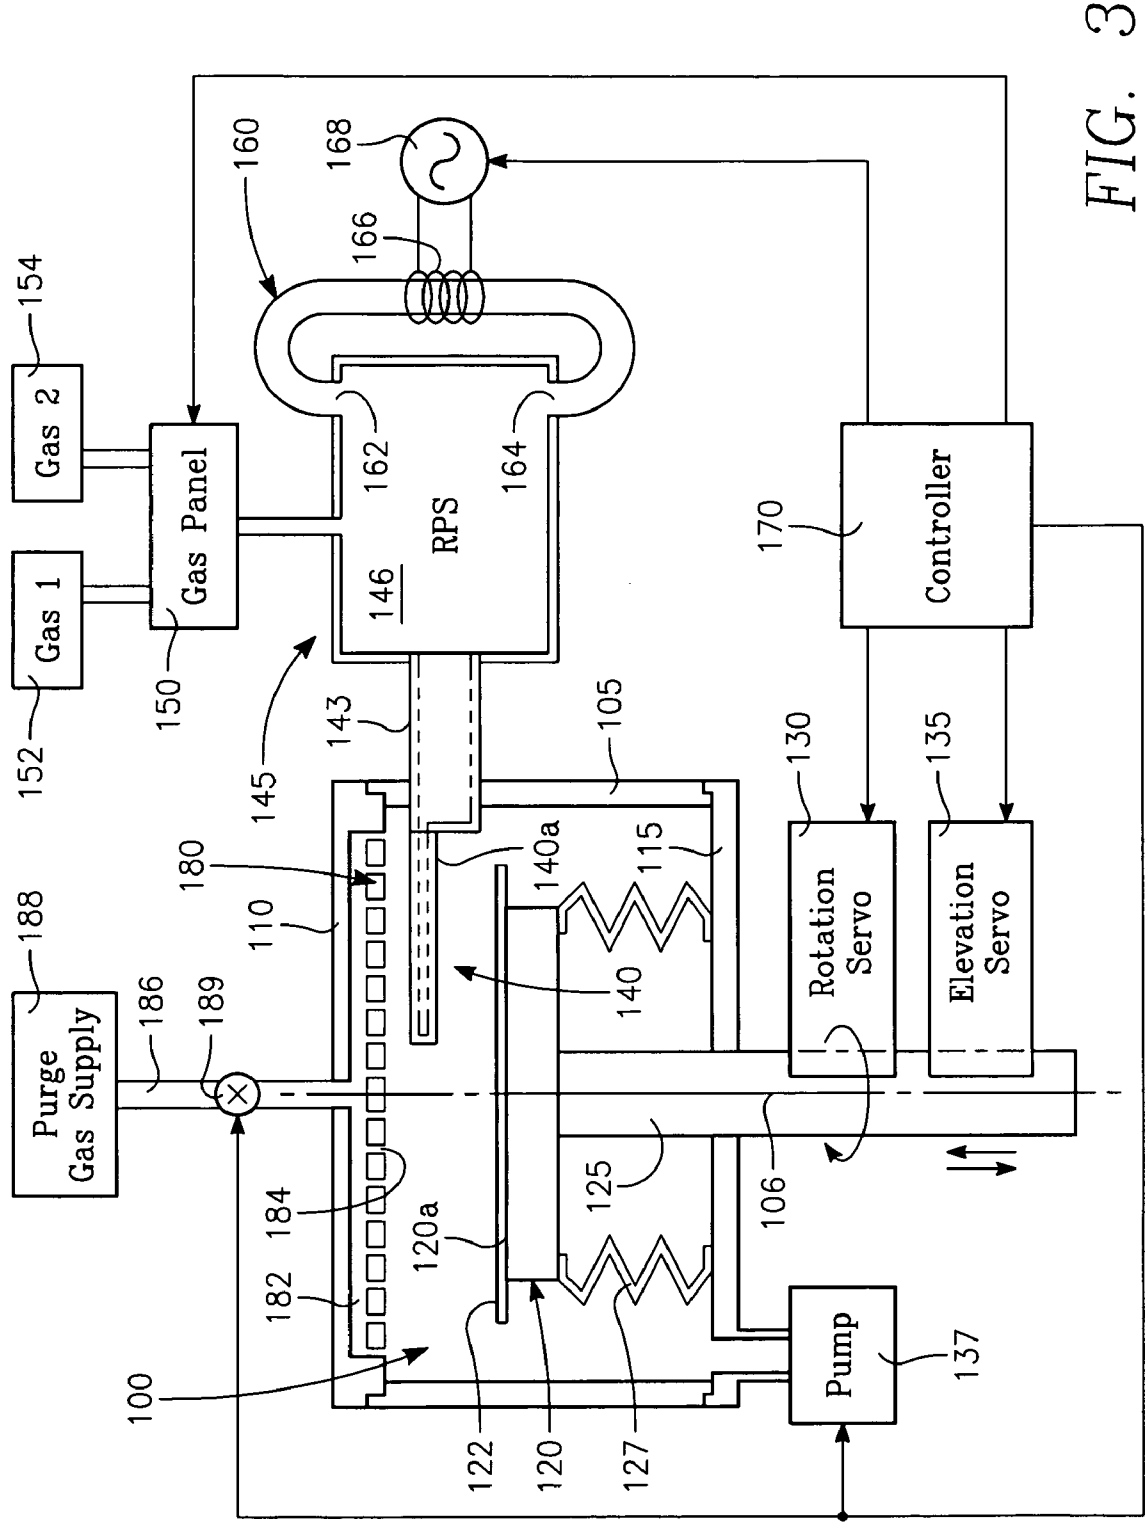 Gas 1
Gas 2
152
154
Purge
Gas Supply
188
Gas Panel
150
186
189
160
168
166
162
164
RPS
146
145
143
180
110
184
182
100
105
140a
140
115
120a
122
120
125
127
106
130
135
Rotation
Servo
Elevation
Servo
170
Controller
Pump
137
FIG. 3